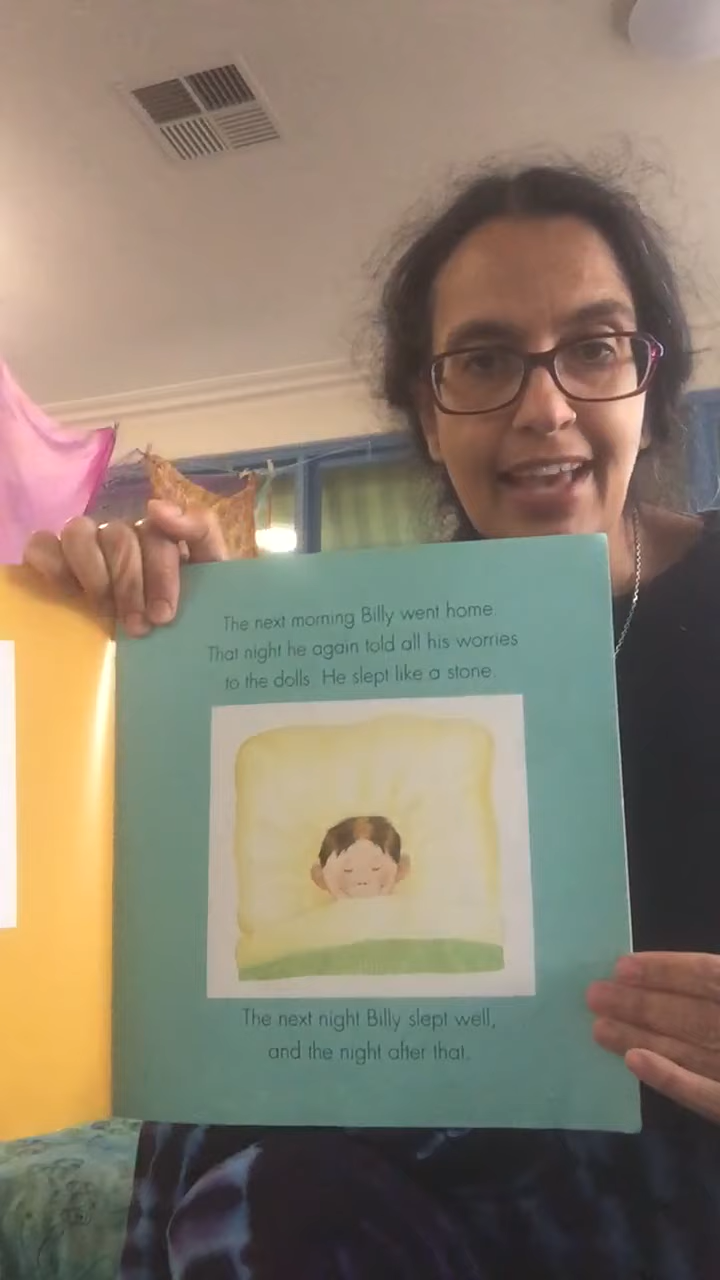 The next morning Billy went home.
That night he again told all his worries
to the dolls. He slept like a stone.
The next night Billy slept well,
and the night after that.